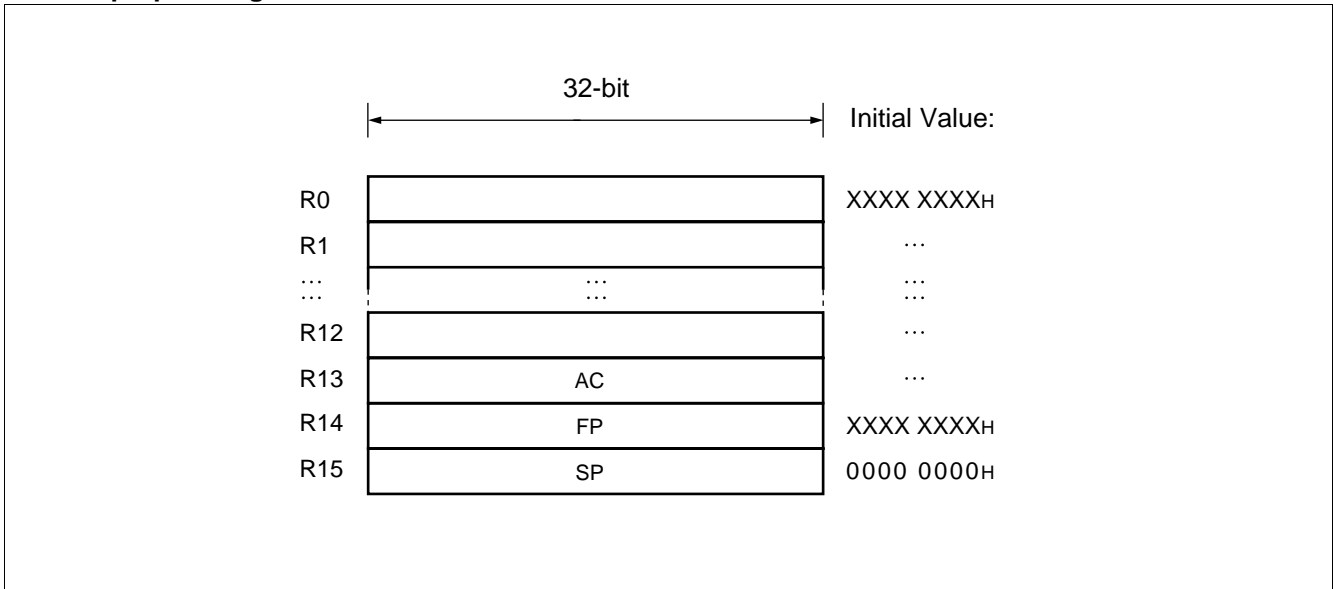 32-bit
Initial Value:
R0 XXXX XXXXH
R1 ...
... ... ...
... ... ...
R12 ...
R13 AC ...
R14 FP XXXX XXXXH
R15 SP 0000 0000H